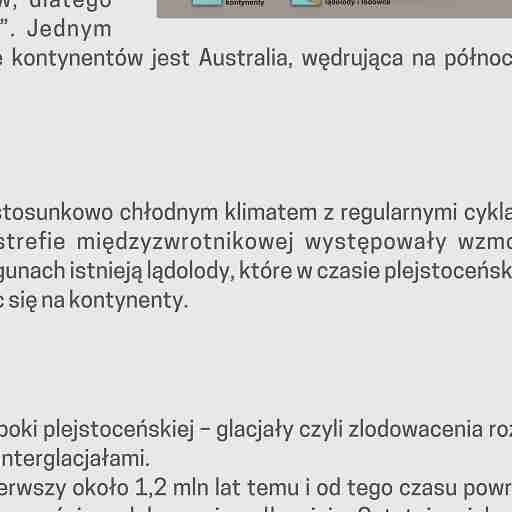 dlatego
kontynenty lądolody i lodowce
”. Jednym
kontynentów jest Australia, wędrująca na północ
stosunkowo chłodnym klimatem z regularnymi cykla
strefie międzyzwrotnikowej występowały wzmo
gunach istnieją lądolody, które w czasie plejstoceńsk
się na kontynenty.
poki plejstoceńskiej – glacjały czyli zlodowacenia roz
nterglacjałami.
erwszy około 1,2 mln lat temu i od tego czasu powr